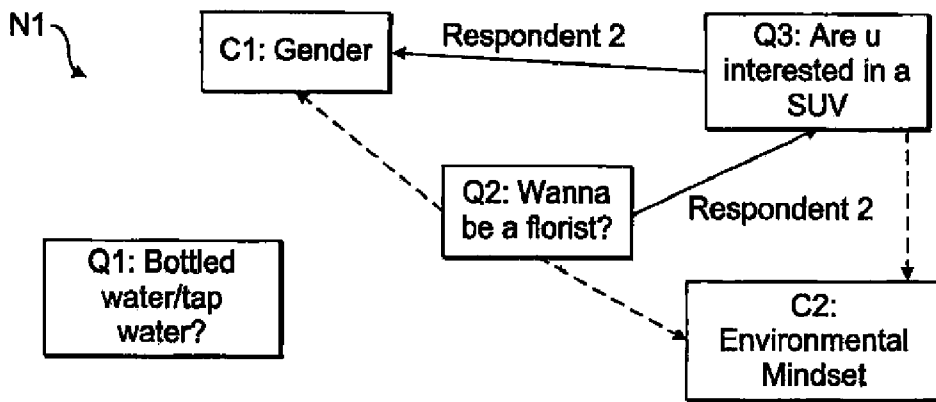 N1
C1: Gender
Respondent 2
Q3: Are u
interested in a
SUV
Q2: Wanna
be a florist?
Respondent 2
Q1: Bottled
water/tap
water?
C2:
Environmental
Mindset